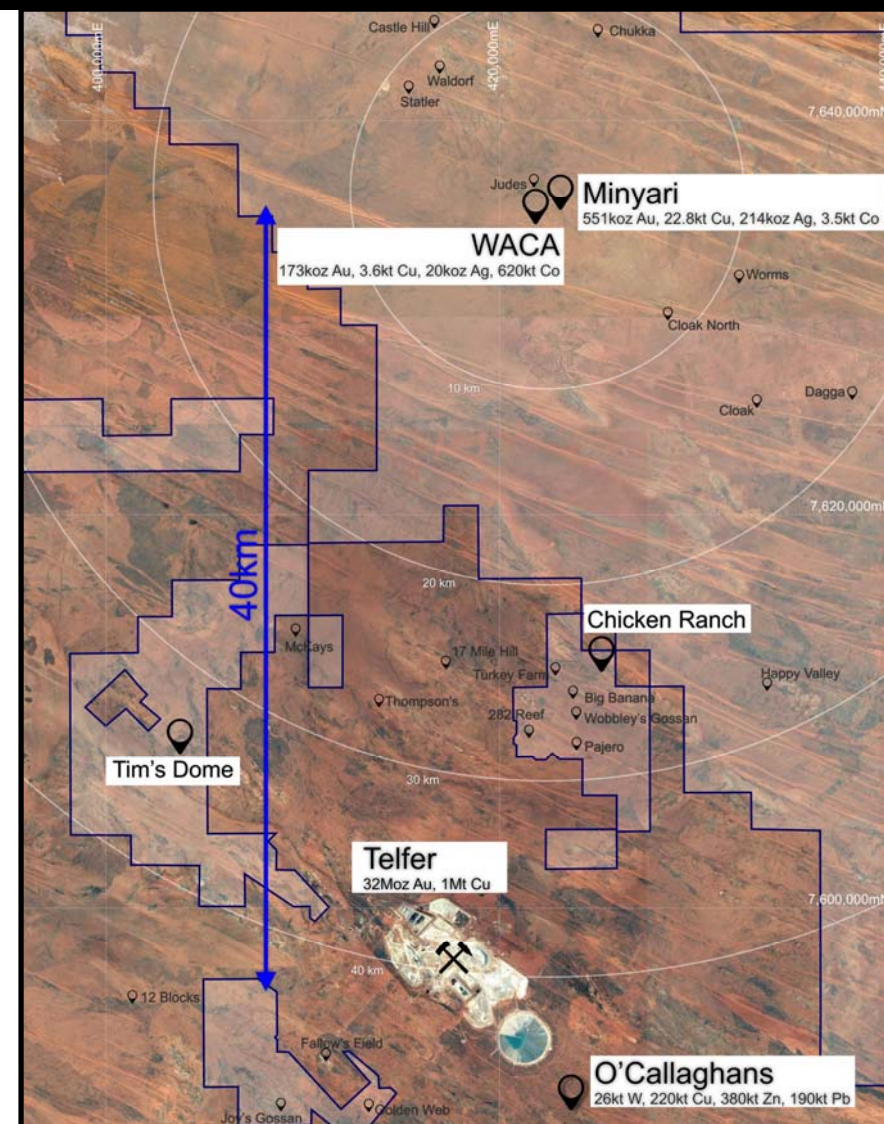 Castle Hill
Chukka
400,000mE
420,000mE
Waldorf
Statler
7,640,000mN
Judes
Minyari
551koz Au, 22.8kt Cu, 214koz Ag, 3.5kt Co
WACA
173koz Au, 3.6kt Cu, 20koz Ag, 620kt Co
Worms
Cloak North
10 km
Dagga
Cloak
7,620,000mN
40km
20 km
Chicken Ranch
McKays
17 Mile Hill
Turkey Farm
Happy Valley
Thompson's
Big Banana
282 Reef
Wobbley's Gossan
Pajero
Tim's Dome
30 km
Telfer
32Moz Au, 1Mt Cu
7,600,000mN
40 km
12 Blocks
Fallow's Field
O'Callaghans
26kt W, 220kt Cu, 380kt Zn, 190kt Pb
Joy's Gossan
Golden Web